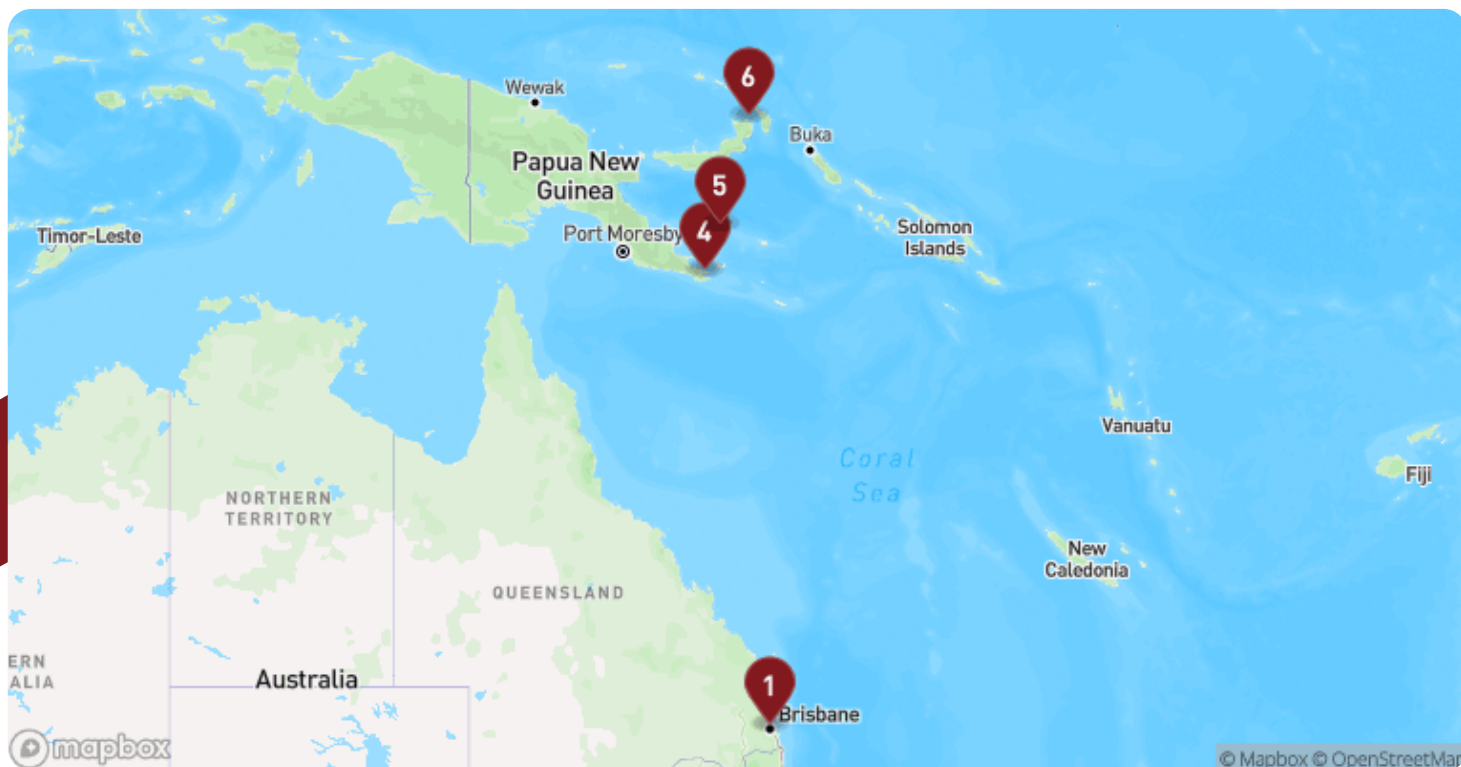 6
Wewak
Buka
Papua New
Guinea
5
Timor-Leste
Port Moresby
4
Solomon
Islands
Vanuatu
Coral
Sea
Fiji
NORTHERN
TERRITORY
New
Caledonia
QUEENSLAND
ERN
ALIA
Australia
1
Brisbane
mapbox
© Mapbox © OpenStreetMap